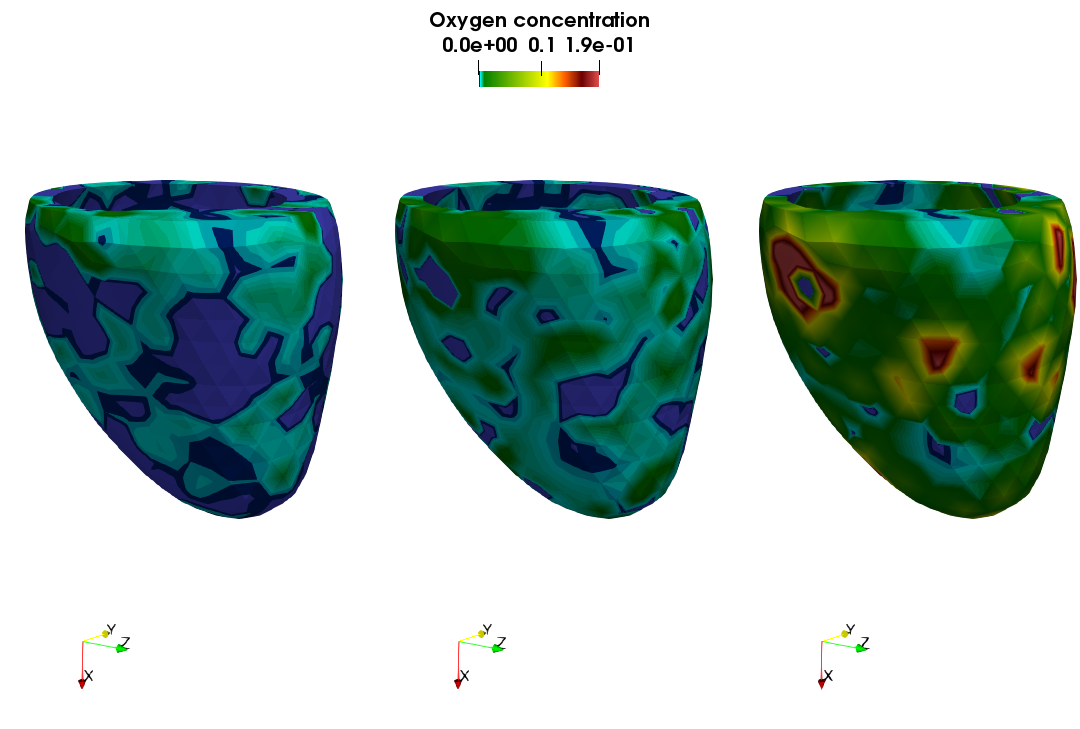 Oxygen concentration
0.0e+00 0.1 1.9e-01
Y
Z
X
Y
Z
X
Y
Z
X